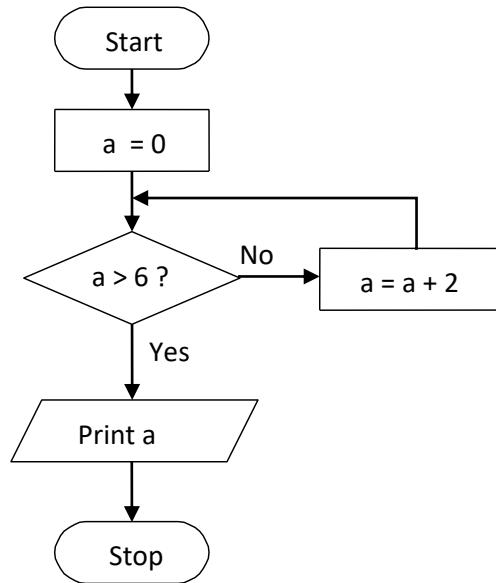 Start
a = 0
a > 6 ?
No
a = a + 2
Yes
Print a
Stop